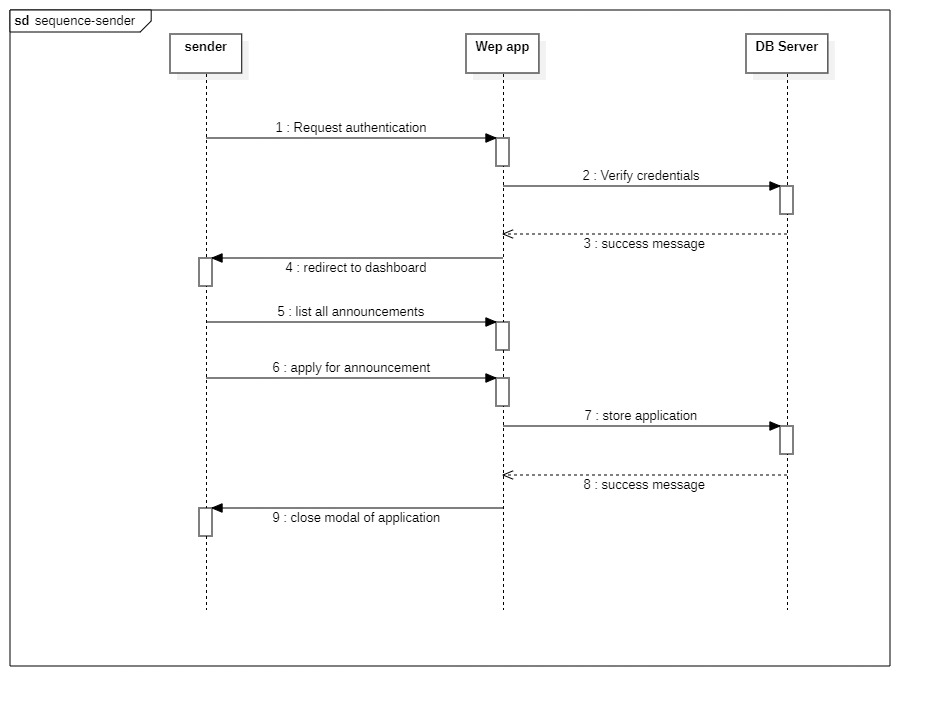 sd sequence-sender
sender
Wep app
DB Server
1 : Request authentication
2 : Verify credentials
3 : success message
4 : redirect to dashboard
5 : list all announcements
6 : apply for announcement
7 : store application
8 : success message
9 : close modal of application